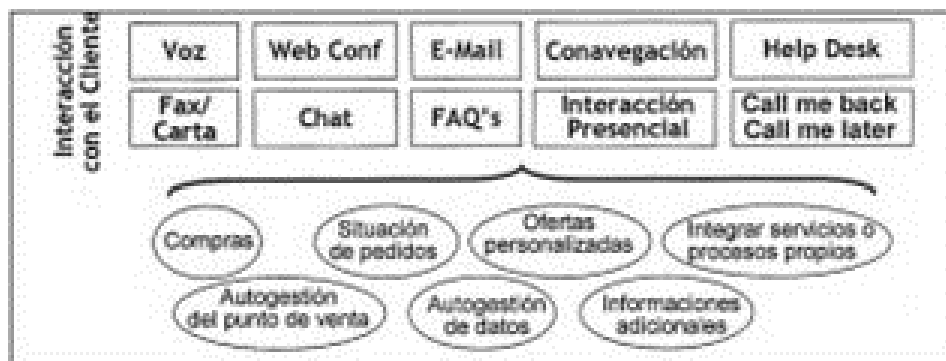 Interacción
con el Cliente
Voz
Web Conf
E-Mail
Conavegación
Help Desk
Fax/
Carta
Chat
FAQ's
Interacción
Presencial
Call me back
Call me later
Compras
Situación
de pedidos
Ofertas
personalizadas
Integrar servicios ó
procesos propios
Autogestión
del punto de venta
Autogestión
de datos
Informaciones
adicionales